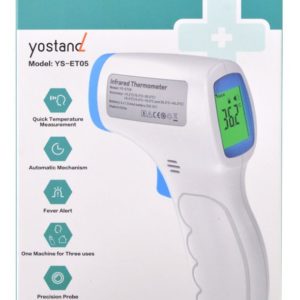 yostand
Model: YS-ET05
Quick Temperature
Measurement
Automatic Mechanism
Fever Alert
One Machine for Three uses
Precision Probe
Infrared Thermometer
36.2